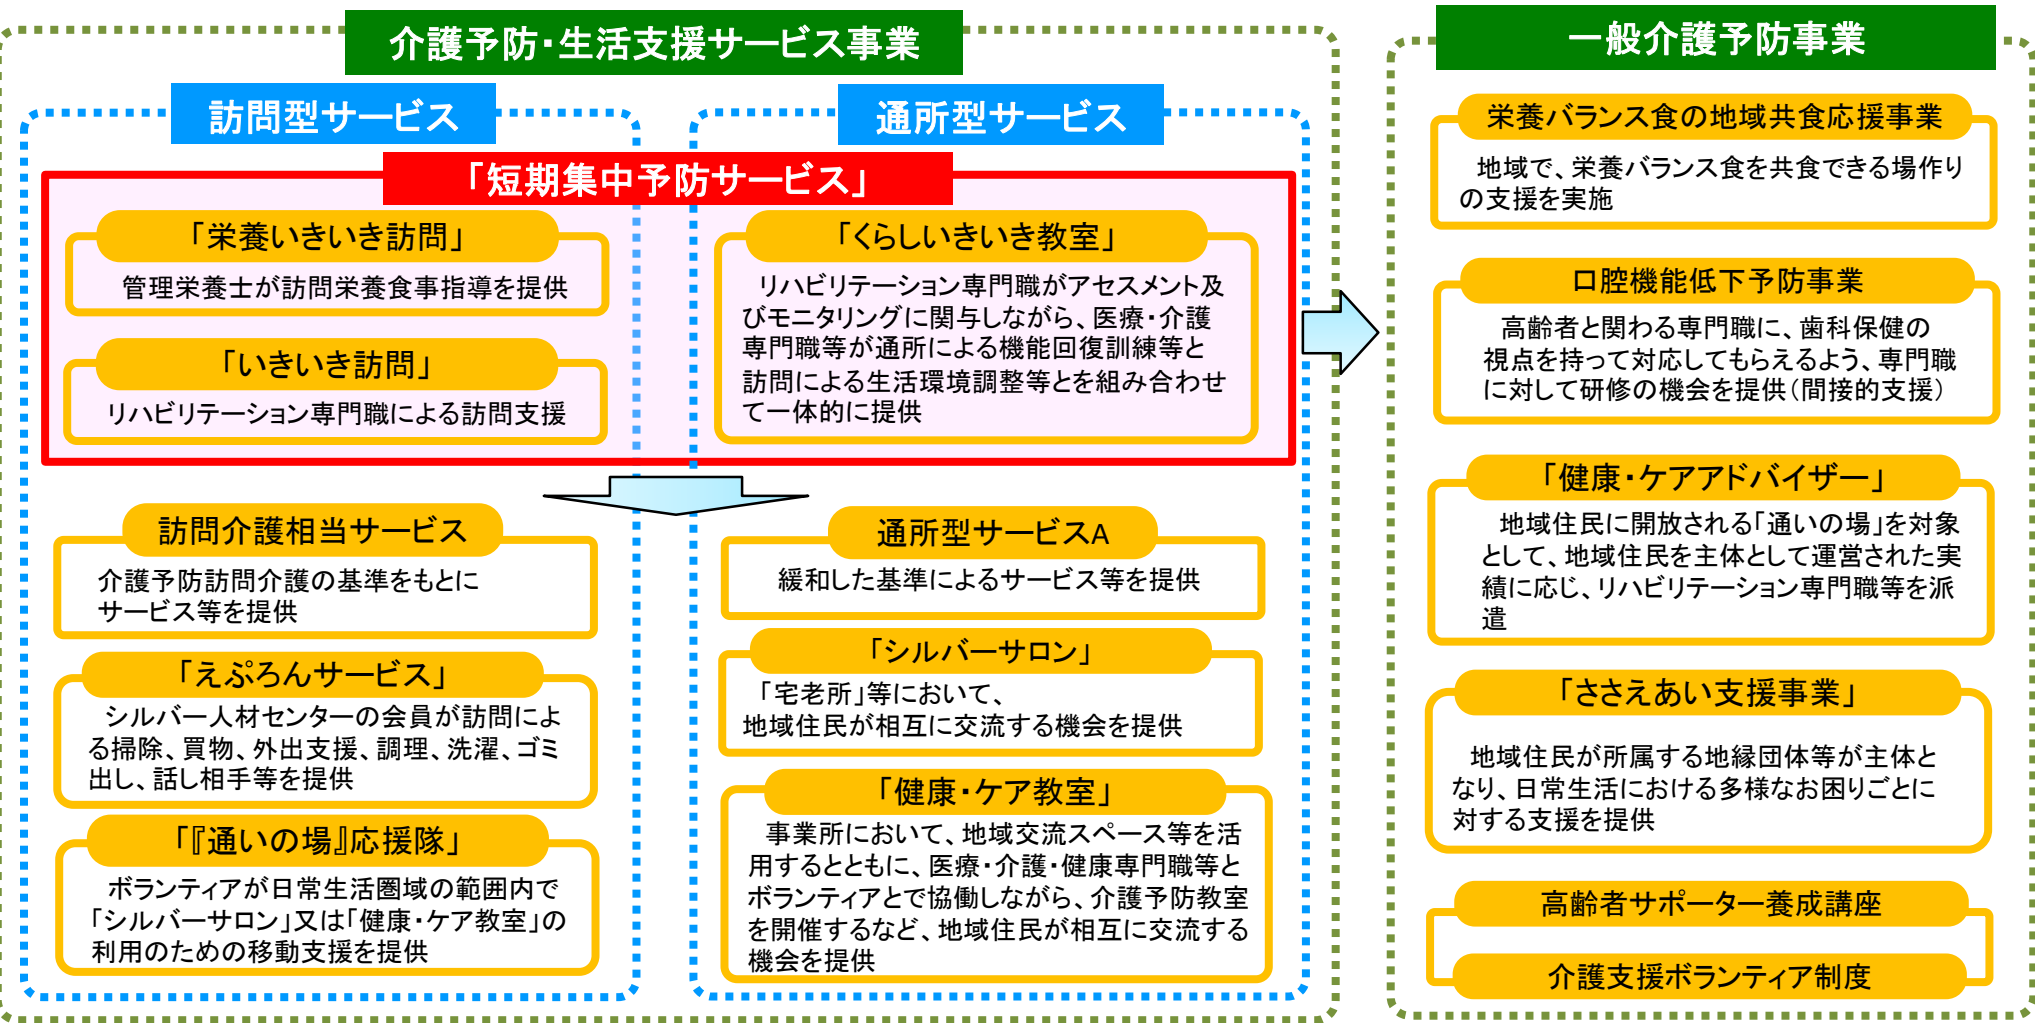 介護予防・生活支援サービス事業
訪問型サービス
通所型サービス
「短期集中予防サービス」
「栄養いきいき訪問」
管理栄養士が訪問栄養食事指導を提供
「いきいき訪問」
リハビリテーション専門職による訪問支援
「くらしいきいき教室」
リハビリテーション専門職がアセスメント及
びモニタリングに関与しながら、医療・介護
専門職等が通所による機能回復訓練等と
訪問による生活環境調整等とを組み合わせ
て一体的に提供
訪問介護相当サービス
介護予防訪問介護の基準をもとに
サービス等を提供
「えぷろんサービス」
シルバー人材センターの会員が訪問によ
る掃除、買物、外出支援、調理、洗濯、ゴミ
出し、話し相手等を提供
「『通いの場』応援隊」
ボランティアが日常生活圏域の範囲内で
「シルバーサロン」又は「健康・ケア教室」の
利用のための移動支援を提供
通所型サービスA
緩和した基準によるサービス等を提供
「シルバーサロン」
「宅老所」等において、
地域住民が相互に交流する機会を提供
「健康・ケア教室」
事業所において、地域交流スペース等を活
用するとともに、医療・介護・健康専門職等と
ボランティアとで協働しながら、介護予防教室
を開催するなど、地域住民が相互に交流する
機会を提供
一般介護予防事業
栄養バランス食の地域共食応援事業
地域で、栄養バランス食を共食できる場作り
の支援を実施
口腔機能低下予防事業
高齢者と関わる専門職に、歯科保健の
視点を持って対応してもらえるよう、専門職
に対して研修の機会を提供（間接的支援）
「健康・ケアアドバイザー」
地域住民に開放される「通いの場」を対象
として、地域住民を主体として運営された実
績に応じ、リハビリテーション専門職等を派
遣
「ささえあい支援事業」
地域住民が所属する地縁団体等が主体と
なり、日常生活における多様なお困りごとに
対する支援を提供
高齢者サポーター養成講座
介護支援ボランティア制度